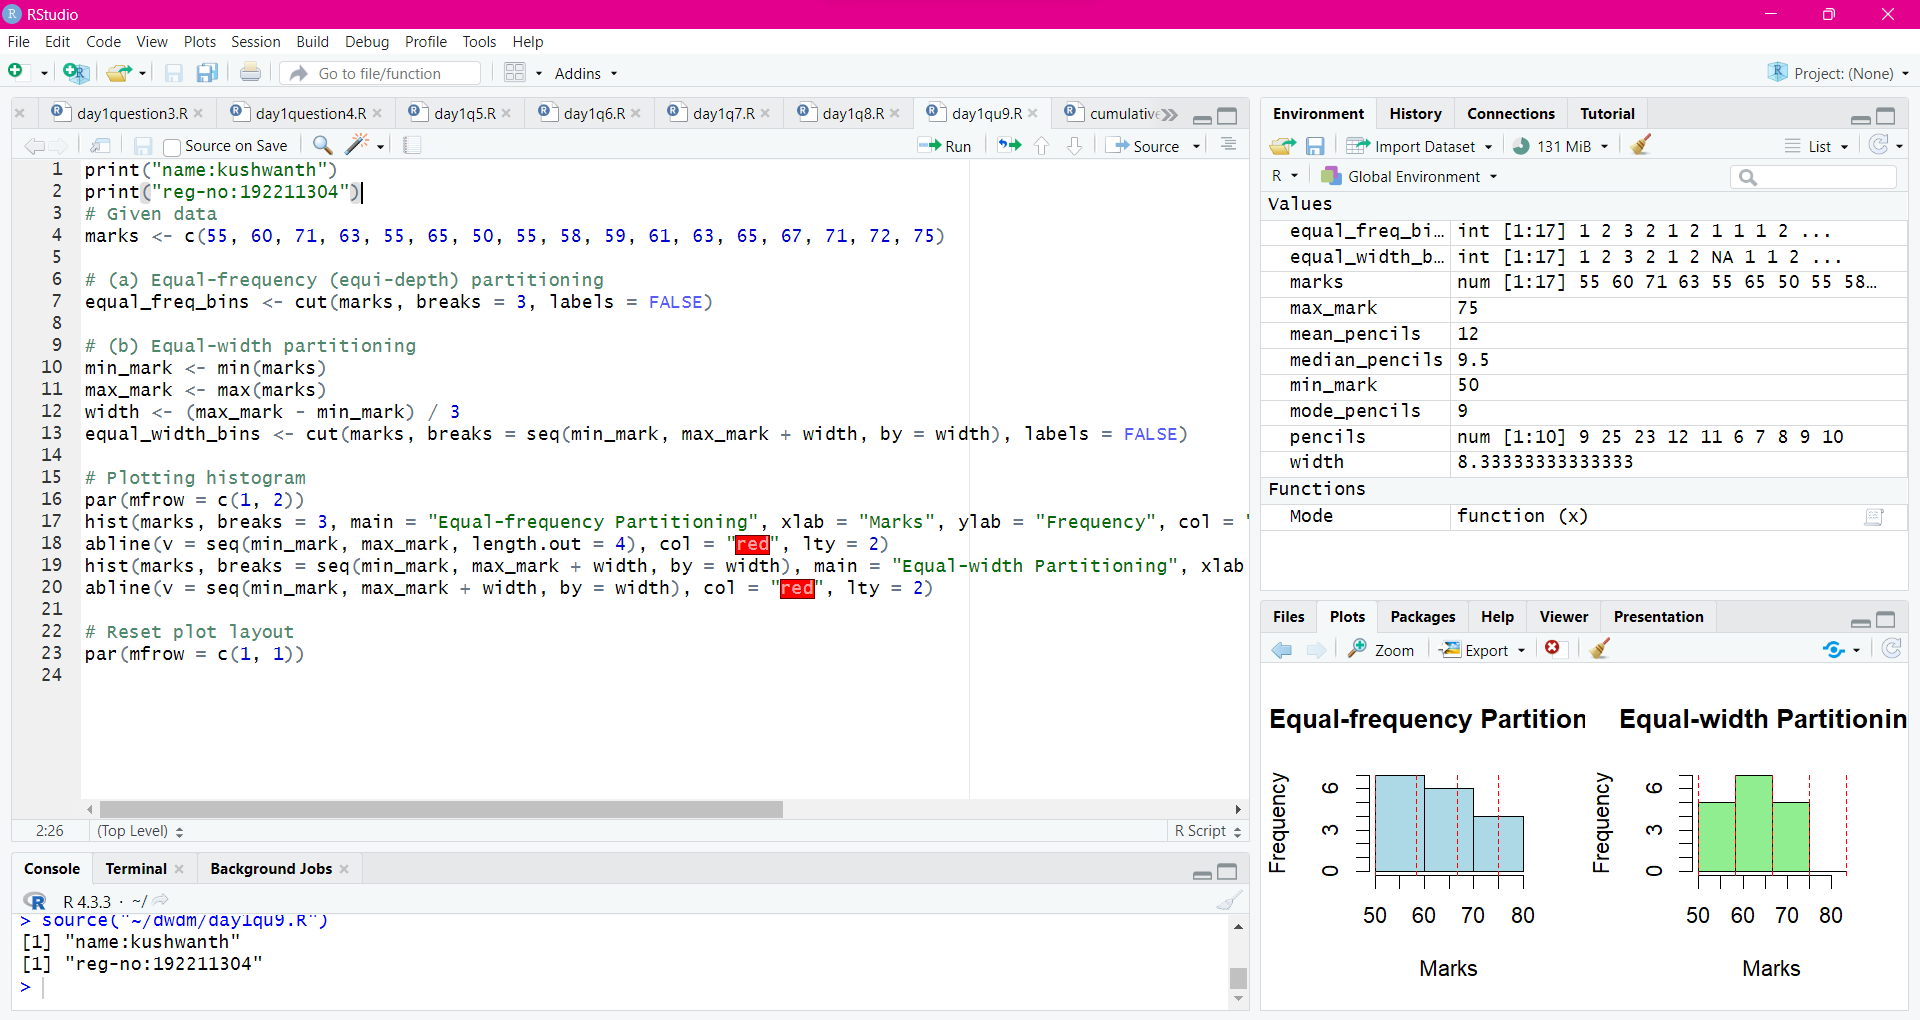 RStudio
File Edit Code View Plots Session Build Debug Profile Tools Help
Go to file/function Addins Project: (None)
day1question3.R day1question4.R day1q5.R day1q6.R day1q7.R day1q8.R day1qu9.R cumulative
Source on Save Run Source
1 print("name:kushwanth")
2 print("reg-no:192211304")
3 # Given data
4 marks <- c(55, 60, 71, 63, 55, 65, 50, 55, 58, 59, 61, 63, 65, 67, 71, 72, 75)
5
6 # (a) Equal-frequency (equi-depth) partitioning
7 equal_freq_bins <- cut(marks, breaks = 3, labels = FALSE)
8
9 # (b) Equal-width partitioning
10 min_mark <- min(marks)
11 max_mark <- max(marks)
12 width <- (max_mark - min_mark) / 3
13 equal_width_bins <- cut(marks, breaks = seq(min_mark, max_mark + width, by = width), labels = FALSE)
14
15 # Plotting histogram
16 par(mfrow = c(1, 2))
17 hist(marks, breaks = 3, main = "Equal-frequency Partitioning", xlab = "Marks", ylab = "Frequency", col = "
18 abline(v = seq(min_mark, max_mark, length.out = 4), col = "red", lty = 2)
19 hist(marks, breaks = seq(min_mark, max_mark + width, by = width), main = "Equal-width Partitioning", xlab
20 abline(v = seq(min_mark, max_mark + width, by = width), col = "red", lty = 2)
21
22 # Reset plot layout
23 par(mfrow = c(1, 1))
24
2:26 (Top Level) R Script
Console Terminal Background Jobs
R 4.3.3 · ~/
> source("~/dwdm/day1qu9.R")
[1] "name:kushwanth"
[1] "reg-no:192211304"
>
Environment History Connections Tutorial
Import Dataset 131 MiB List
R Global Environment
Values
equal_freq_bi… int [1:17] 1 2 3 2 1 2 1 1 1 2 ...
equal_width_b… int [1:17] 1 2 3 2 1 2 NA 1 1 2 ...
marks num [1:17] 55 60 71 63 55 65 50 55 58…
max_mark 75
mean_pencils 12
median_pencils 9.5
min_mark 50
mode_pencils 9
pencils num [1:10] 9 25 23 12 11 6 7 8 9 10
width 8.33333333333333
Functions
Mode function (x)
Files Plots Packages Help Viewer Presentation
Zoom Export
Equal-frequency Partition
Frequency
0 3 6
50 60 70 80
Marks
Equal-width Partitionin
Frequency
0 3 6
50 60 70 80
Marks